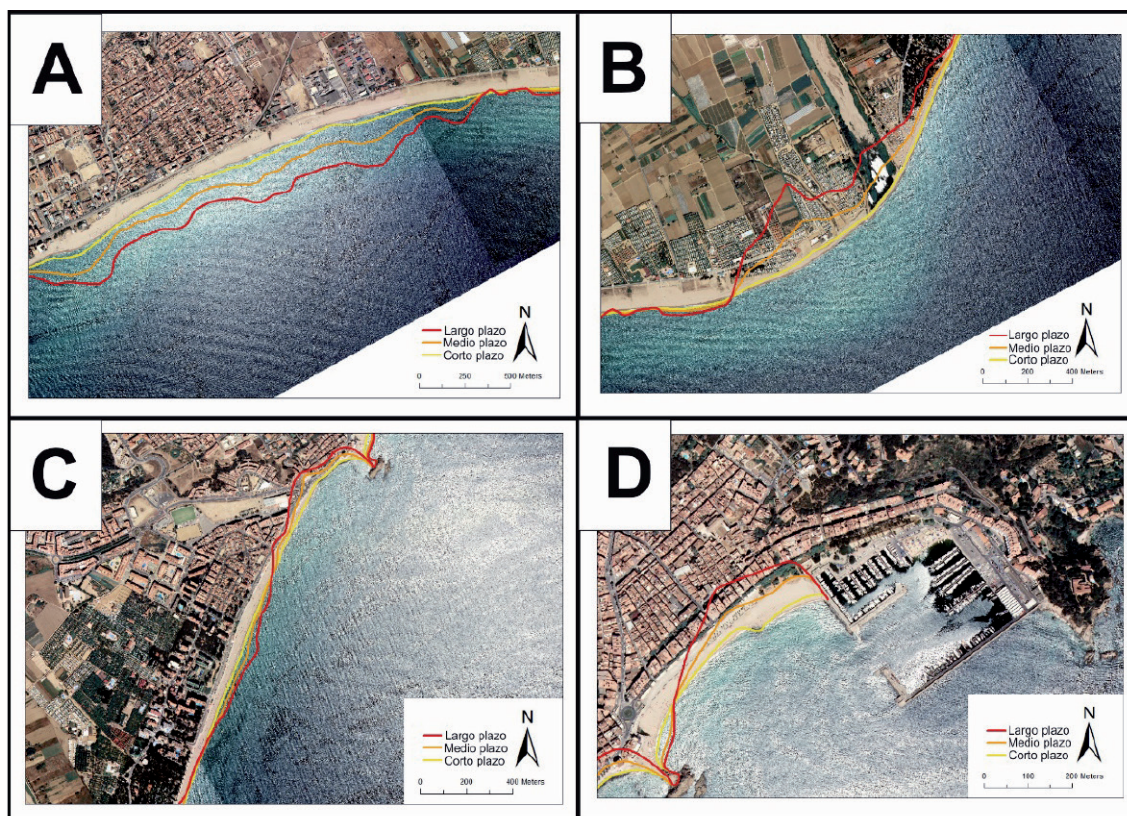 A
Largo plazo
Medio plazo
Corto plazo
N
0 250 500 Meters
B
Largo plazo
Medio plazo
Corto plazo
N
0 200 400 Meters
C
Largo plazo
Medio plazo
Corto plazo
N
0 200 400 Meters
D
Largo plazo
Medio plazo
Corto plazo
N
0 100 200 Meters